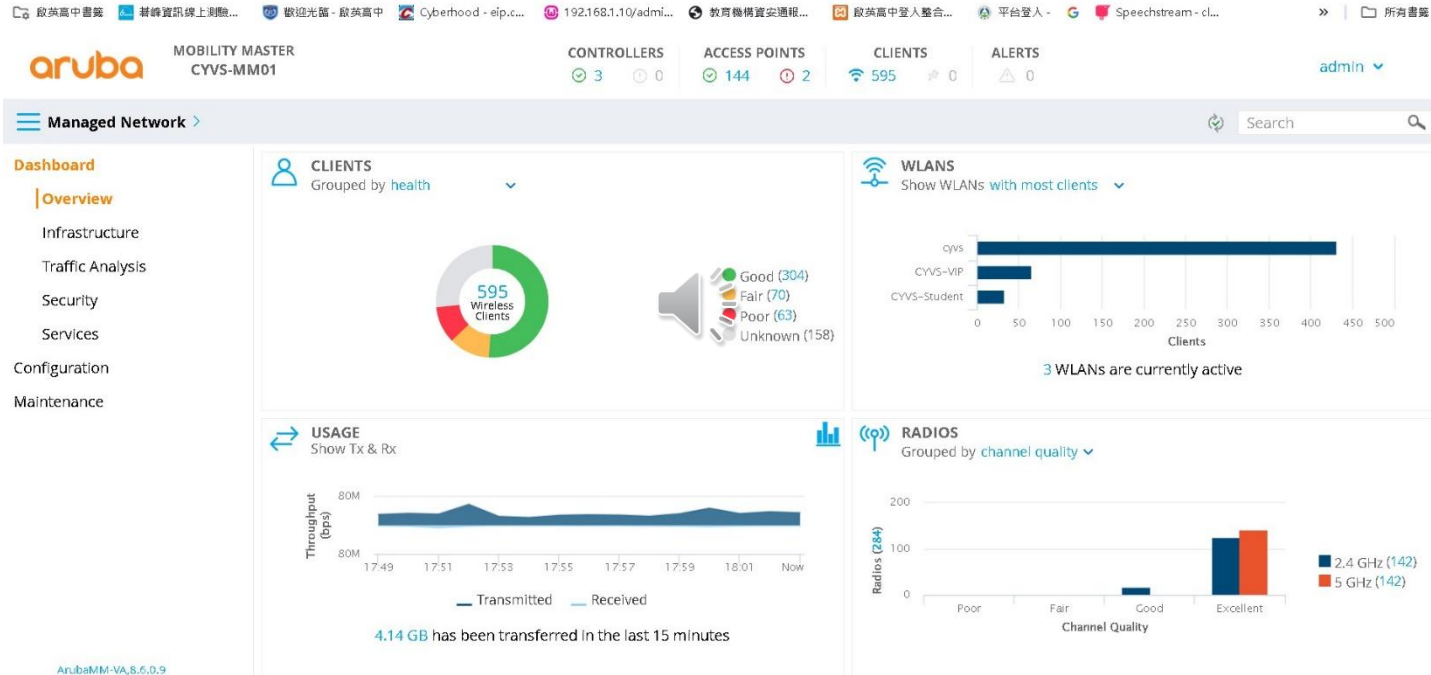 啟英高中書籤 碁峰資訊線上測驗... 歡迎光臨 - 啟英高中 Cyberhood - eip.c... 192.168.1.10/admi... 教育機構資安通報... 啟英高中登入整合... 平台登入 - Speechstream - cl... » 所有書籤
aruba
MOBILITY MASTER
CYVS-MM01
CONTROLLERS
3 0
ACCESS POINTS
144 2
CLIENTS
595 0
ALERTS
0
admin
Managed Network >
Search
Dashboard
Overview
Infrastructure
Traffic Analysis
Security
Services
Configuration
Maintenance
ArubaMM-VA,8.6.0.9
CLIENTS
Grouped by health
595
Wireless
Clients
Good (304)
Fair (70)
Poor (63)
Unknown (158)
WLANS
Show WLANs with most clients
cyvs
CYVS-VIP
CYVS-Student
0 50 100 150 200 250 300 350 400 450 500
Clients
3 WLANs are currently active
USAGE
Show Tx & Rx
Throughput
(bps)
80M
80M
17:49 17:51 17:53 17:55 17:57 17:59 18:01 Now
Transmitted Received
4.14 GB has been transferred in the last 15 minutes
RADIOS
Grouped by channel quality
Radios (284)
200
100
0
Poor Fair Good Excellent
Channel Quality
2.4 GHz (142)
5 GHz (142)